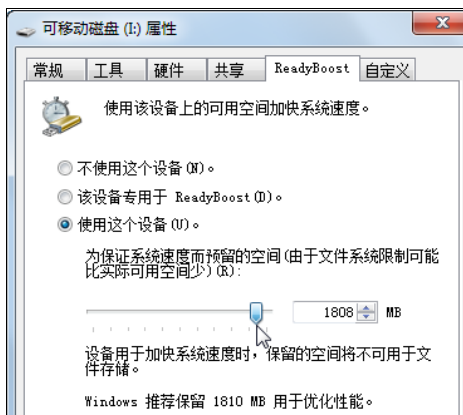 可移动磁盘 (I:) 属性
常规 工具 硬件 共享 ReadyBoost 自定义
使用该设备上的可用空间加快系统速度。
不使用这个设备(N)。
该设备专用于 ReadyBoost(D)。
使用这个设备(U)。
为保证系统速度而预留的空间(由于文件系统限制可能
比实际可用空间少)(R):
1808 MB
设备用于加快系统速度时，保留的空间将不可用于文
件存储。
Windows 推荐保留 1810 MB 用于优化性能。